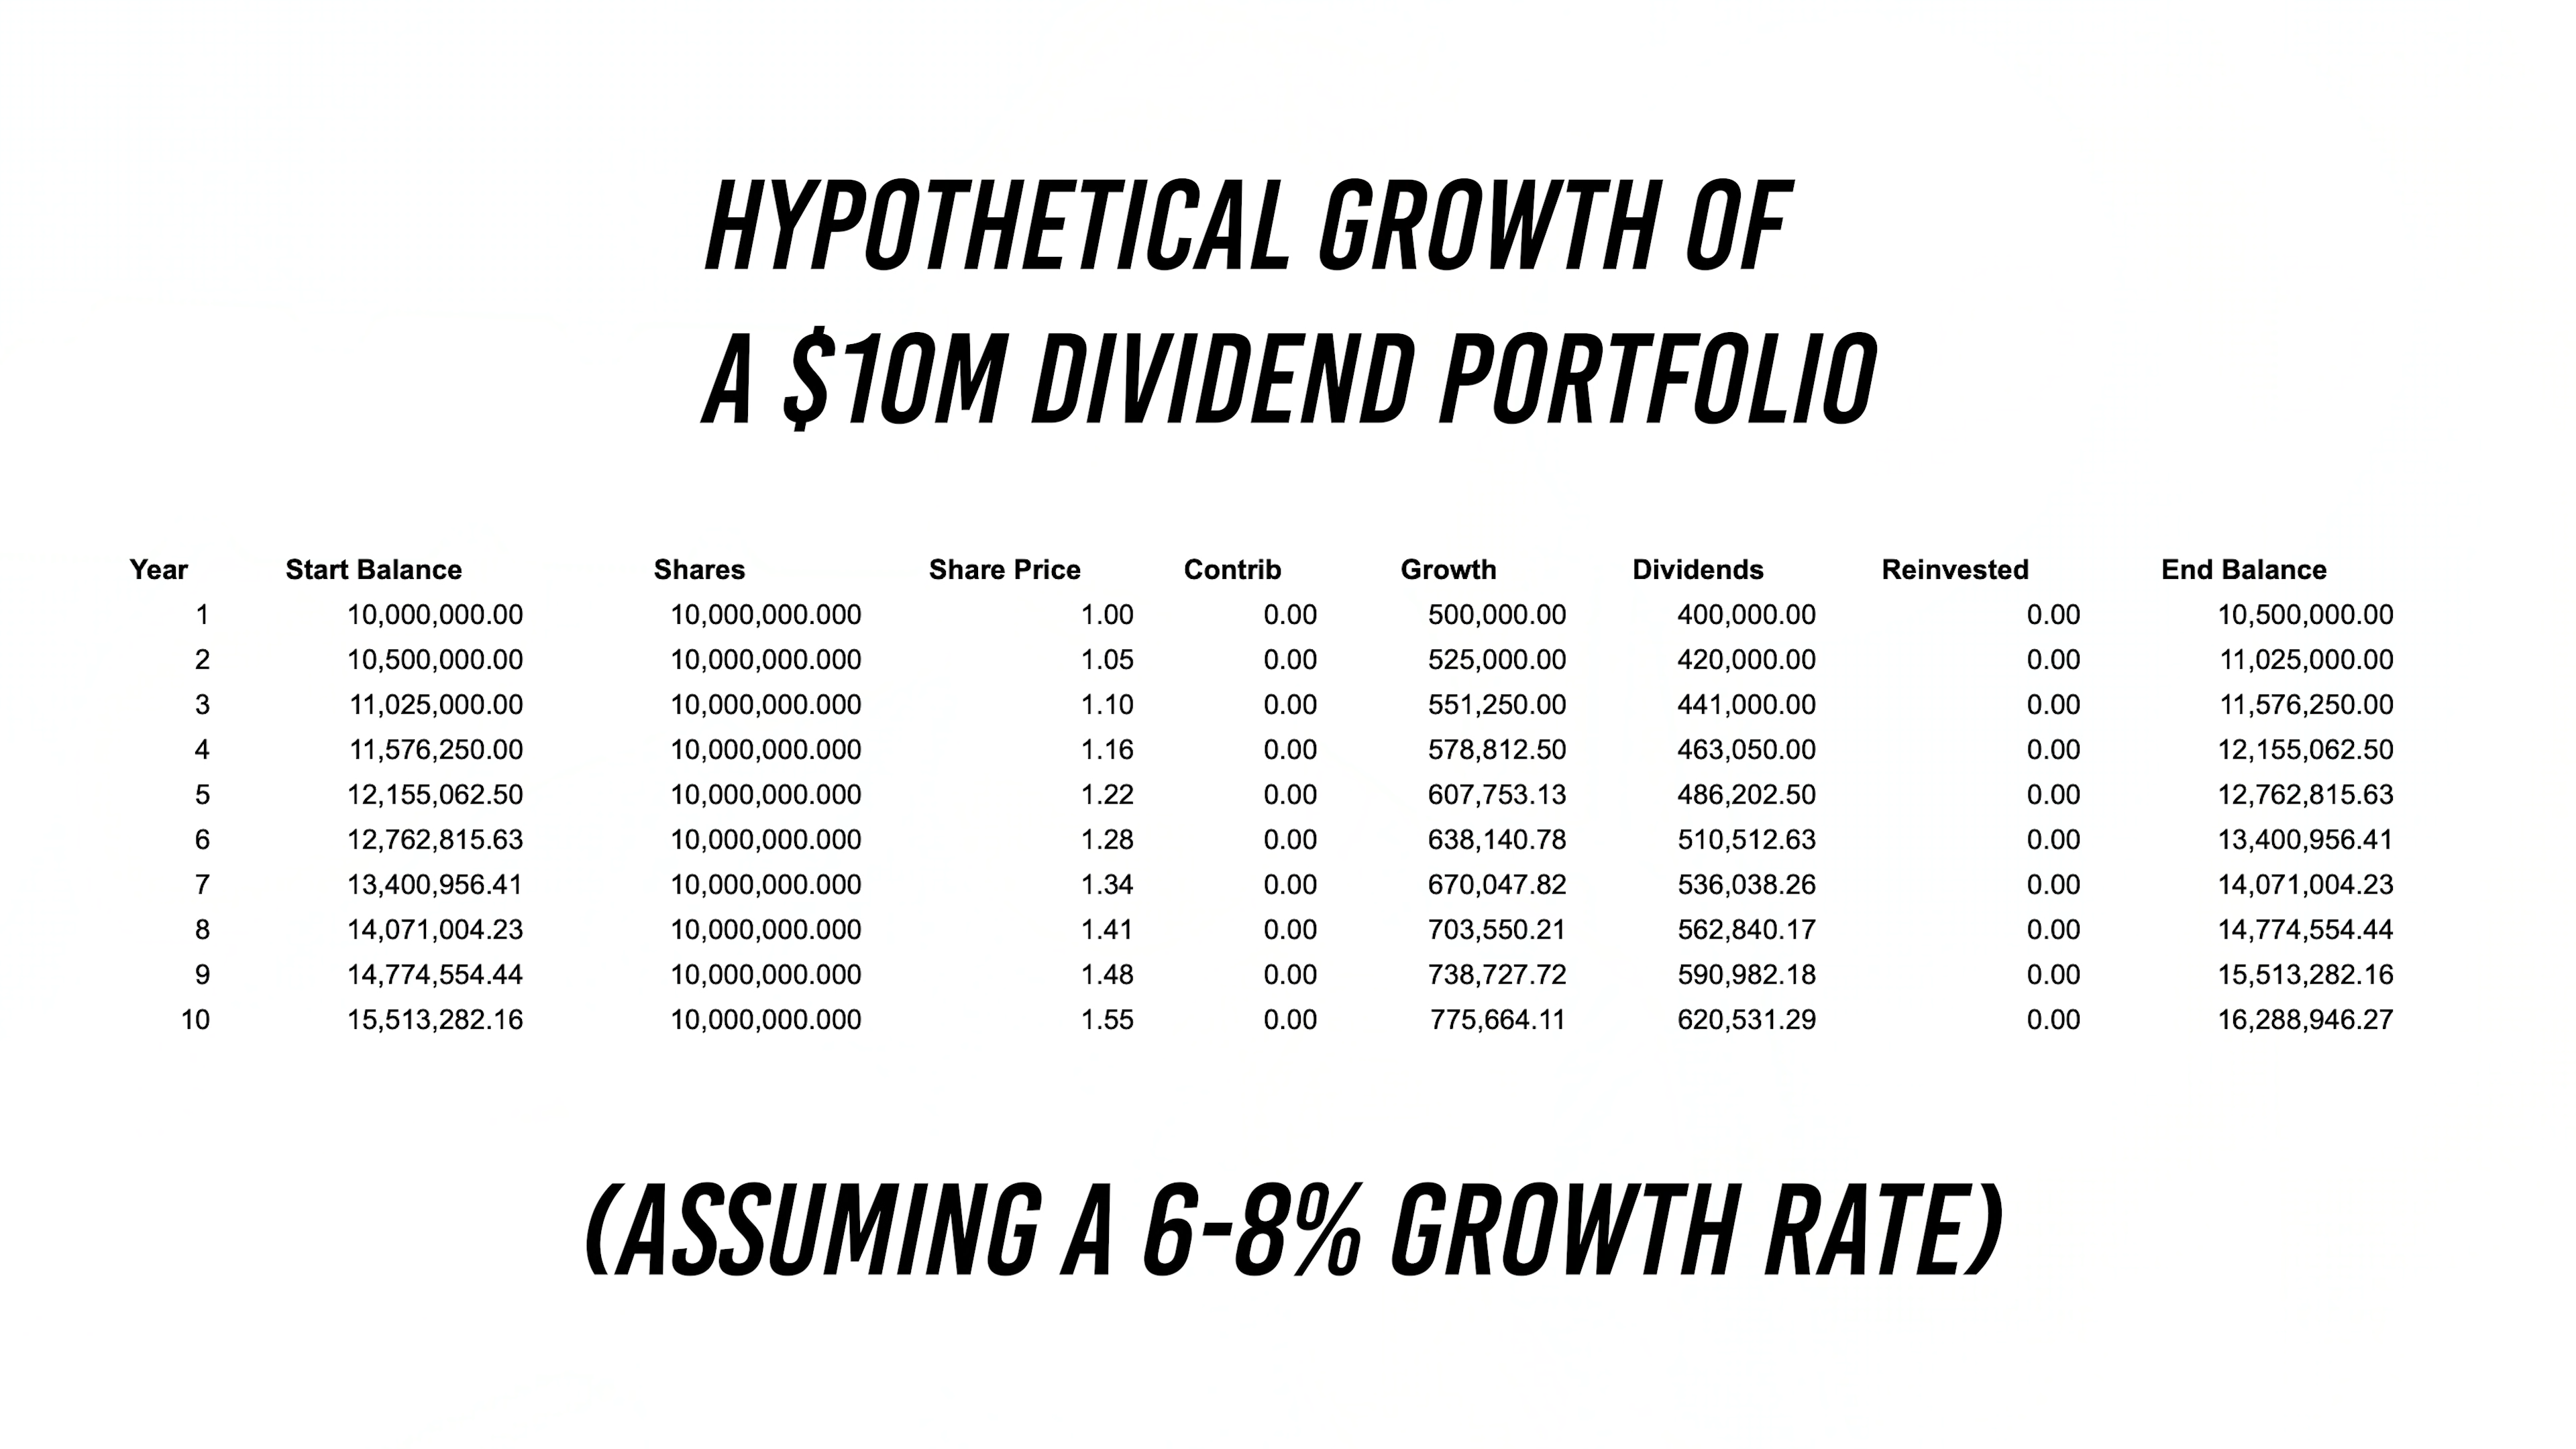 HYPOTHETICAL GROWTH OF
A $10M DIVIDEND PORTFOLIO
Year Start Balance Shares Share Price Contrib Growth Dividends Reinvested End Balance
1 10,000,000.00 10,000,000.000 1.00 0.00 500,000.00 400,000.00 0.00 10,500,000.00
2 10,500,000.00 10,000,000.000 1.05 0.00 525,000.00 420,000.00 0.00 11,025,000.00
3 11,025,000.00 10,000,000.000 1.10 0.00 551,250.00 441,000.00 0.00 11,576,250.00
4 11,576,250.00 10,000,000.000 1.16 0.00 578,812.50 463,050.00 0.00 12,155,062.50
5 12,155,062.50 10,000,000.000 1.22 0.00 607,753.13 486,202.50 0.00 12,762,815.63
6 12,762,815.63 10,000,000.000 1.28 0.00 638,140.78 510,512.63 0.00 13,400,956.41
7 13,400,956.41 10,000,000.000 1.34 0.00 670,047.82 536,038.26 0.00 14,071,004.23
8 14,071,004.23 10,000,000.000 1.41 0.00 703,550.21 562,840.17 0.00 14,774,554.44
9 14,774,554.44 10,000,000.000 1.48 0.00 738,727.72 590,982.18 0.00 15,513,282.16
10 15,513,282.16 10,000,000.000 1.55 0.00 775,664.11 620,531.29 0.00 16,288,946.27
(ASSUMING A 6-8% GROWTH RATE)